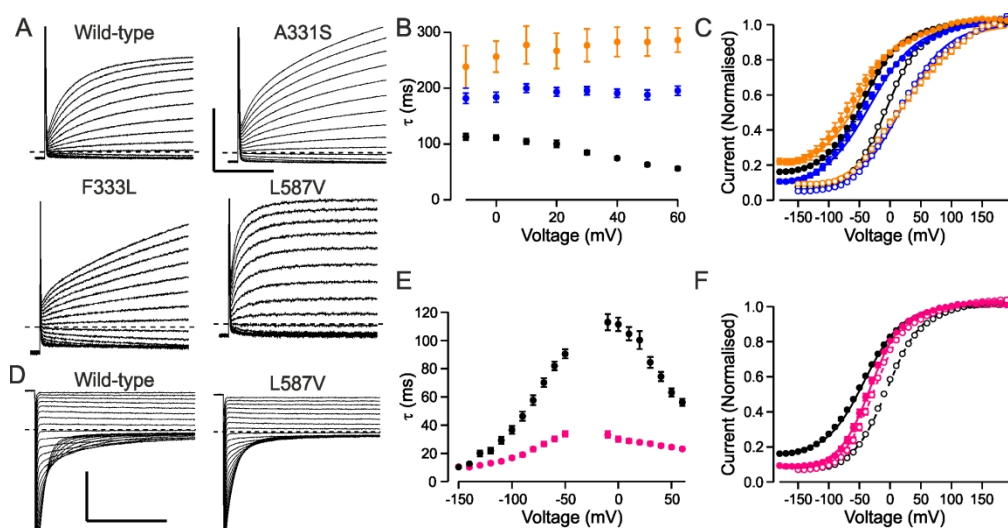 A
Wild-type
A331S
F333L
L587V
B
300
200
100
0
τ (ms)
0
20
40
60
Voltage (mV)
C
1.0
0.8
0.6
0.4
0.2
0.0
Current (Normalised)
-150
-100
-50
0
50
100
150
Voltage (mV)
D
Wild-type
L587V
E
120
100
80
60
40
20
0
τ (ms)
-150
-100
-50
0
50
Voltage (mV)
F
1.0
0.8
0.6
0.4
0.2
0.0
Current (Normalised)
-150
-100
-50
0
50
100
150
Voltage (mV)